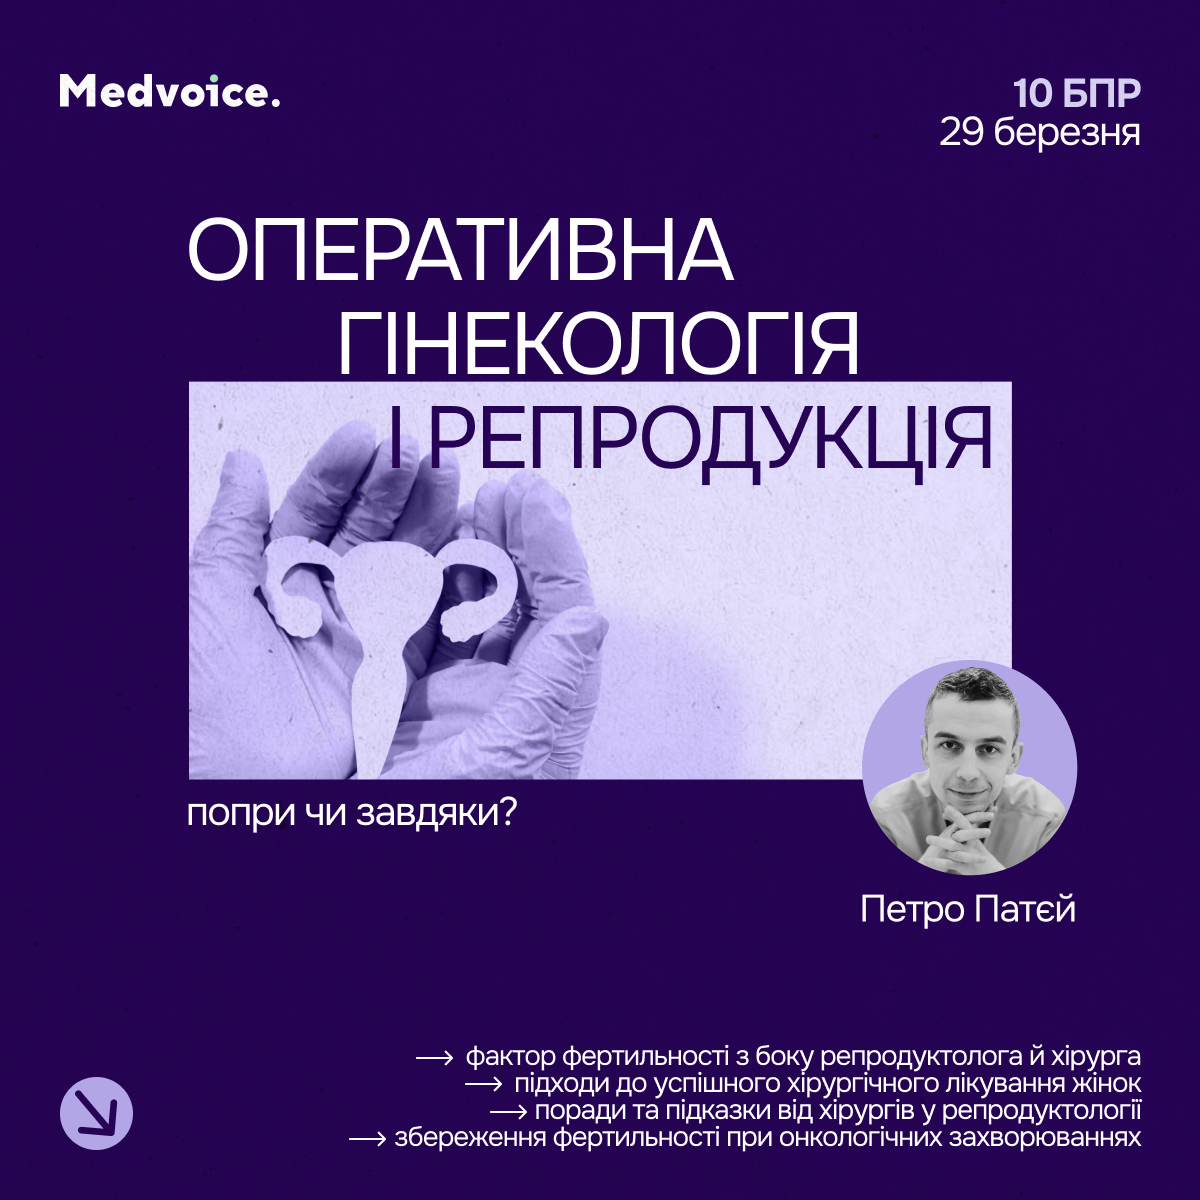 Medvoice.
10 БПР
29 березня
ОПЕРАТИВНА
ГІНЕКОЛОГІЯ
І РЕПРОДУКЦІЯ
попри чи завдяки?
Петро Патєй
⟶ фактор фертильності з боку репродуктолога й хірурга
⟶ підходи до успішного хірургічного лікування жінок
⟶ поради та підказки від хірургів у репродуктології
⟶ збереження фертильності при онкологічних захворюваннях